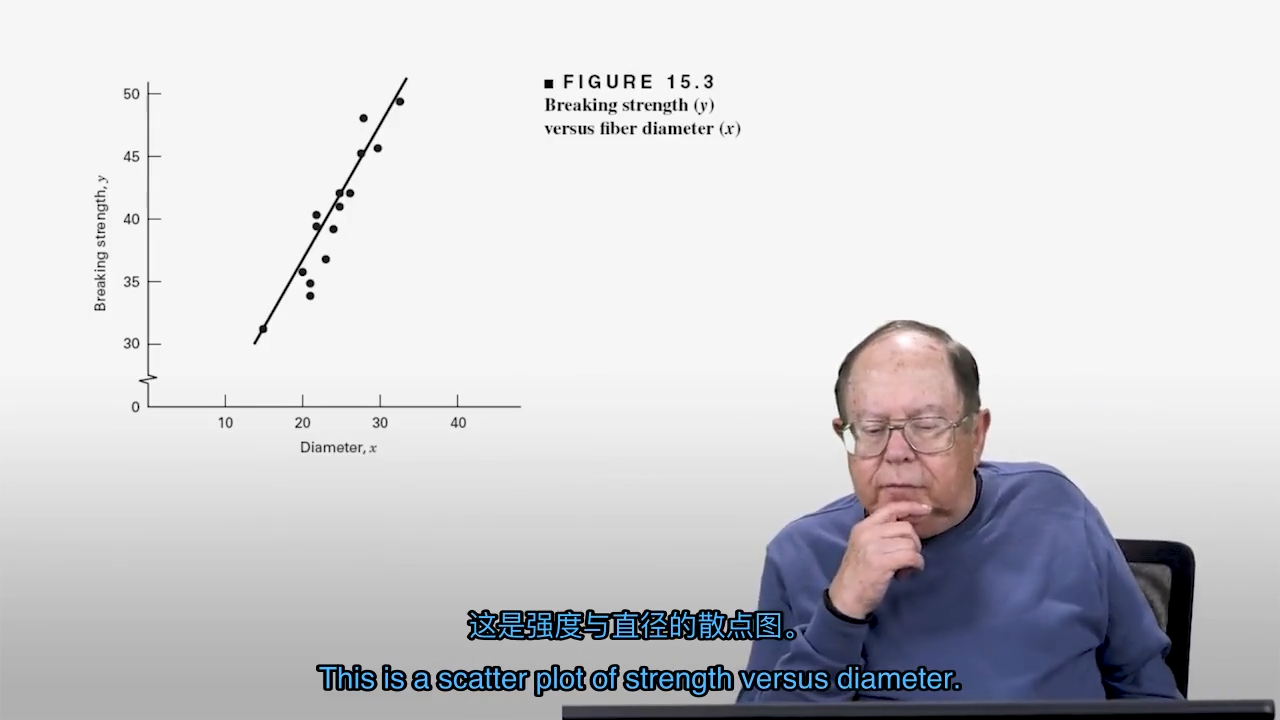 ■ FIGURE 15.3
Breaking strength (y)
versus fiber diameter (x)
50
45
40
35
30
0
Breaking strength, y
10 20 30 40
Diameter, x
这是强度与直径的散点图。
This is a scatter plot of strength versus diameter.